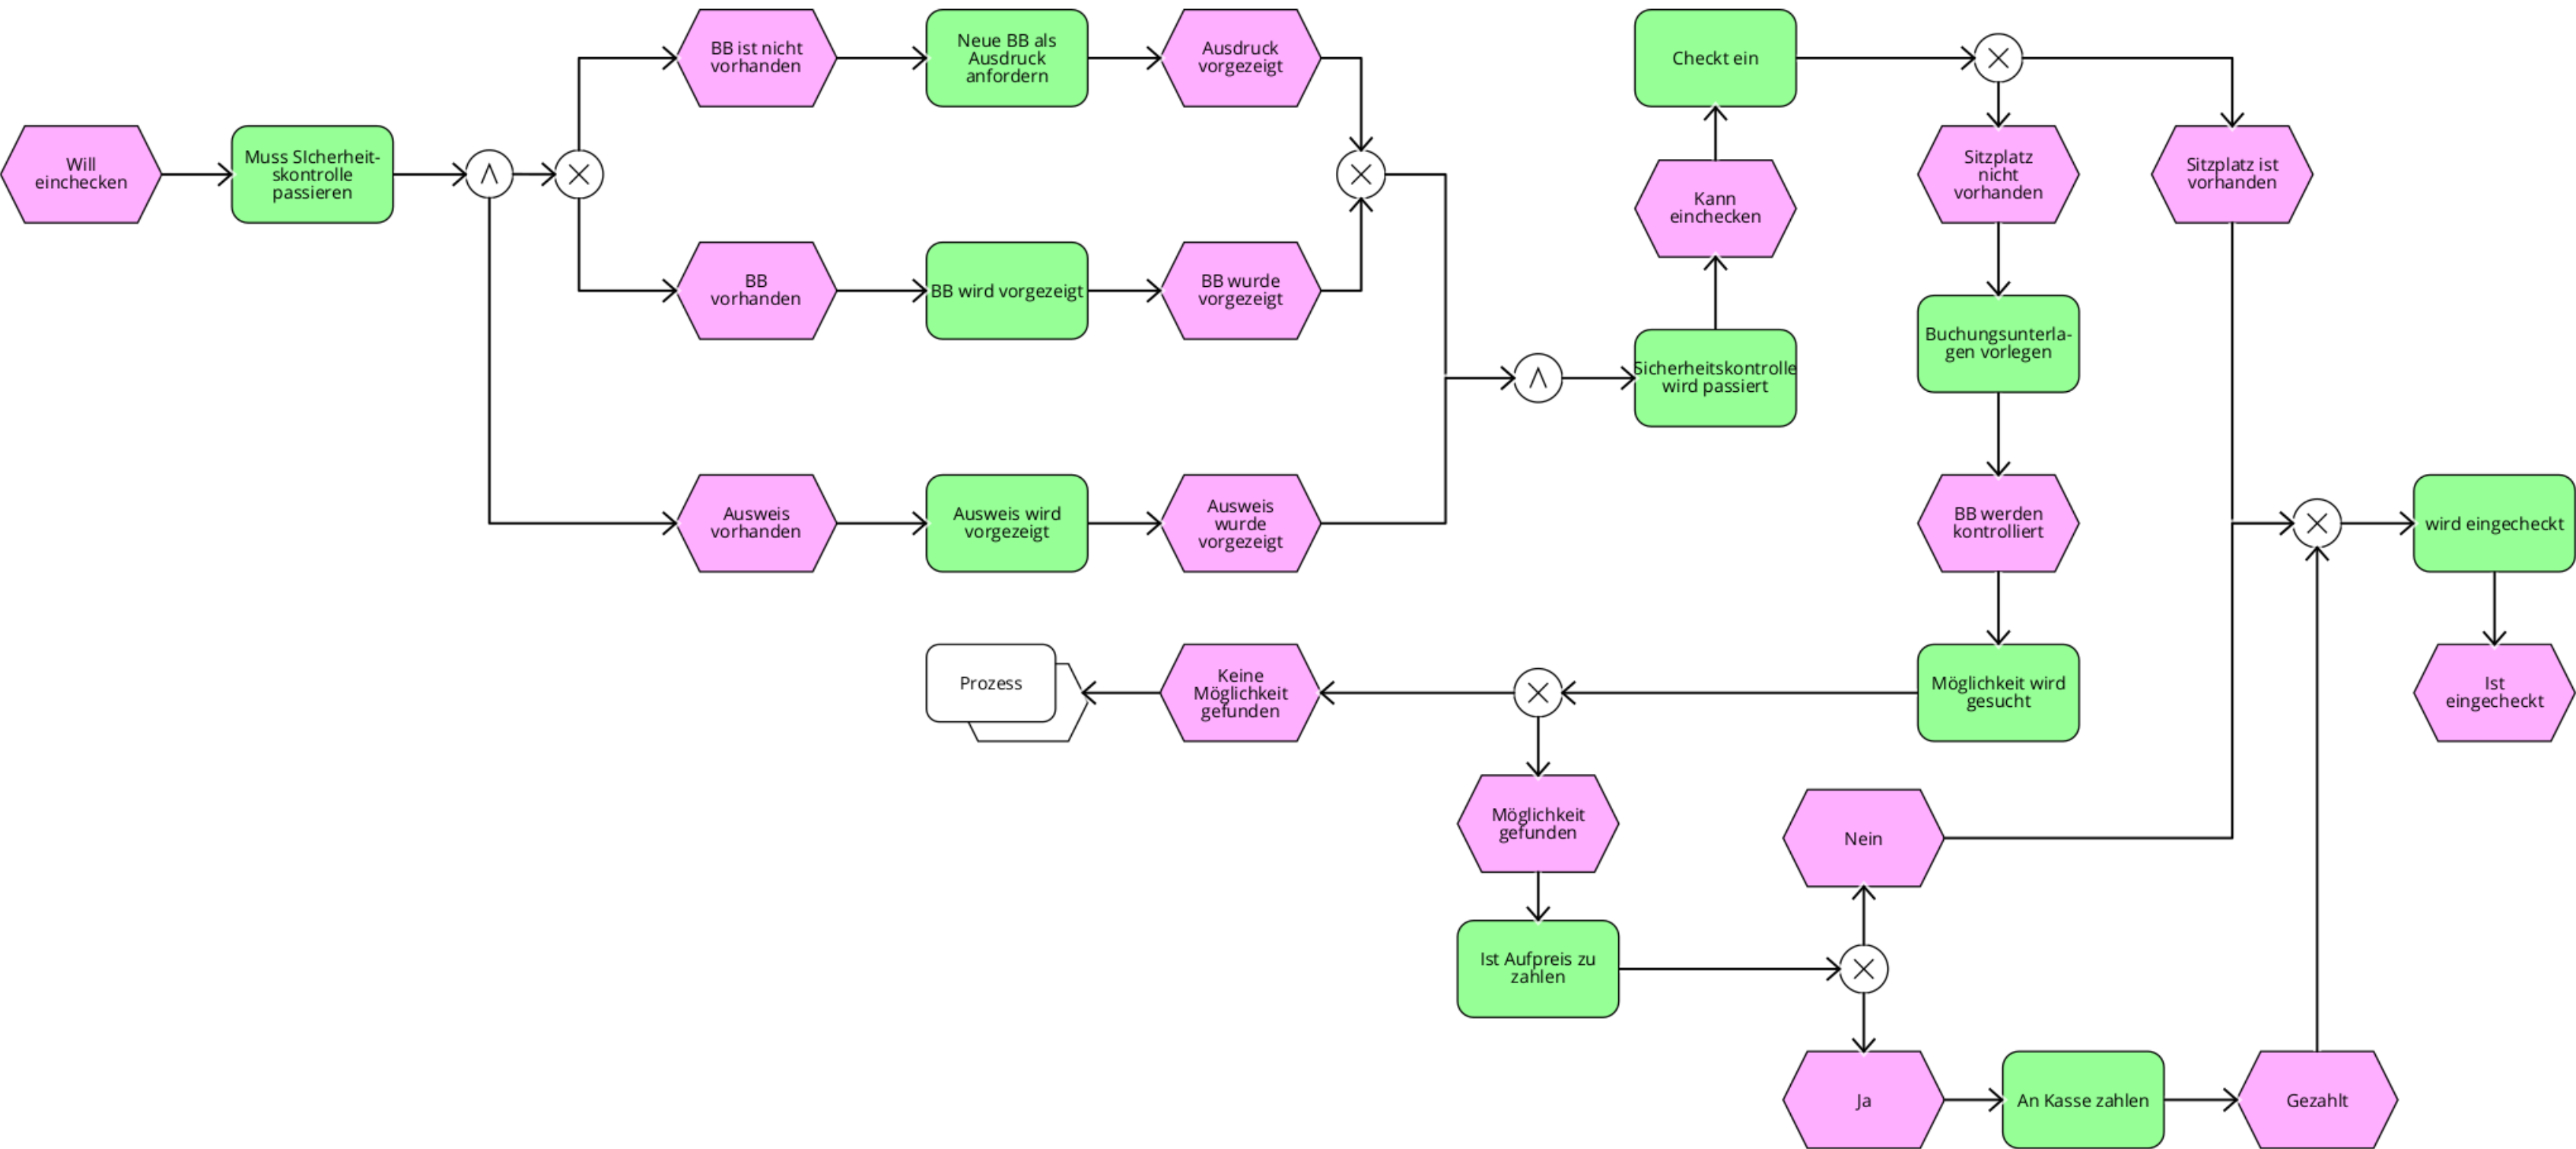 Will
einchecken
Muss SIcherheit-
skontrolle
passieren
BB ist nicht
vorhanden
Neue BB als
Ausdruck
anfordern
Ausdruck
vorgezeigt
BB
vorhanden
BB wird vorgezeigt
BB wurde
vorgezeigt
Ausweis
vorhanden
Ausweis wird
vorgezeigt
Ausweis
wurde
vorgezeigt
Sicherheitskontrolle
wird passiert
Kann
einchecken
Checkt ein
Sitzplatz
nicht
vorhanden
Sitzplatz ist
vorhanden
Buchungsunterla-
gen vorlegen
BB werden
kontrolliert
Möglichkeit wird
gesucht
Keine
Möglichkeit
gefunden
Prozess
Möglichkeit
gefunden
Ist Aufpreis zu
zahlen
Nein
Ja
An Kasse zahlen
Gezahlt
wird eingecheckt
Ist
eingecheckt